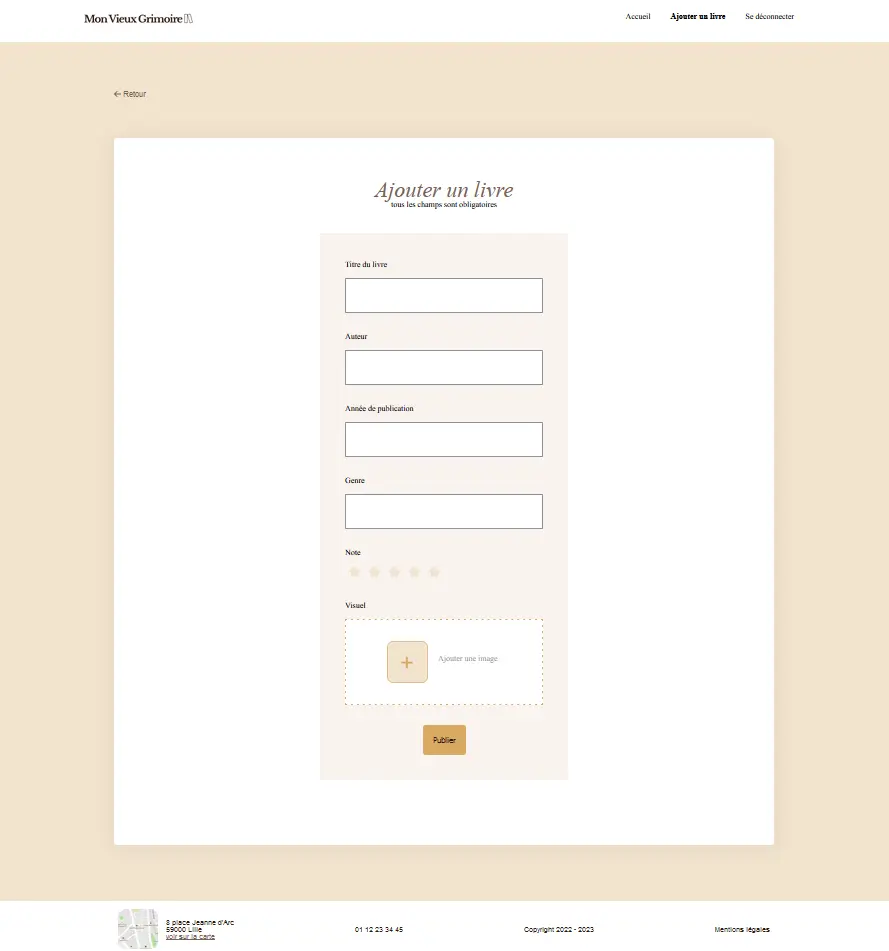 Mon Vieux Grimoire
Accueil
Ajouter un livre
Se déconnecter
← Retour
Ajouter un livre
tous les champs sont obligatoires
Titre du livre
Auteur
Année de publication
Genre
Note
Visuel
+
Ajouter une image
Publier
8 place Jeanne d'Arc
59000 Lille
voir sur la carte
01 12 23 34 45
Copyright 2022 - 2023
Mentions légales